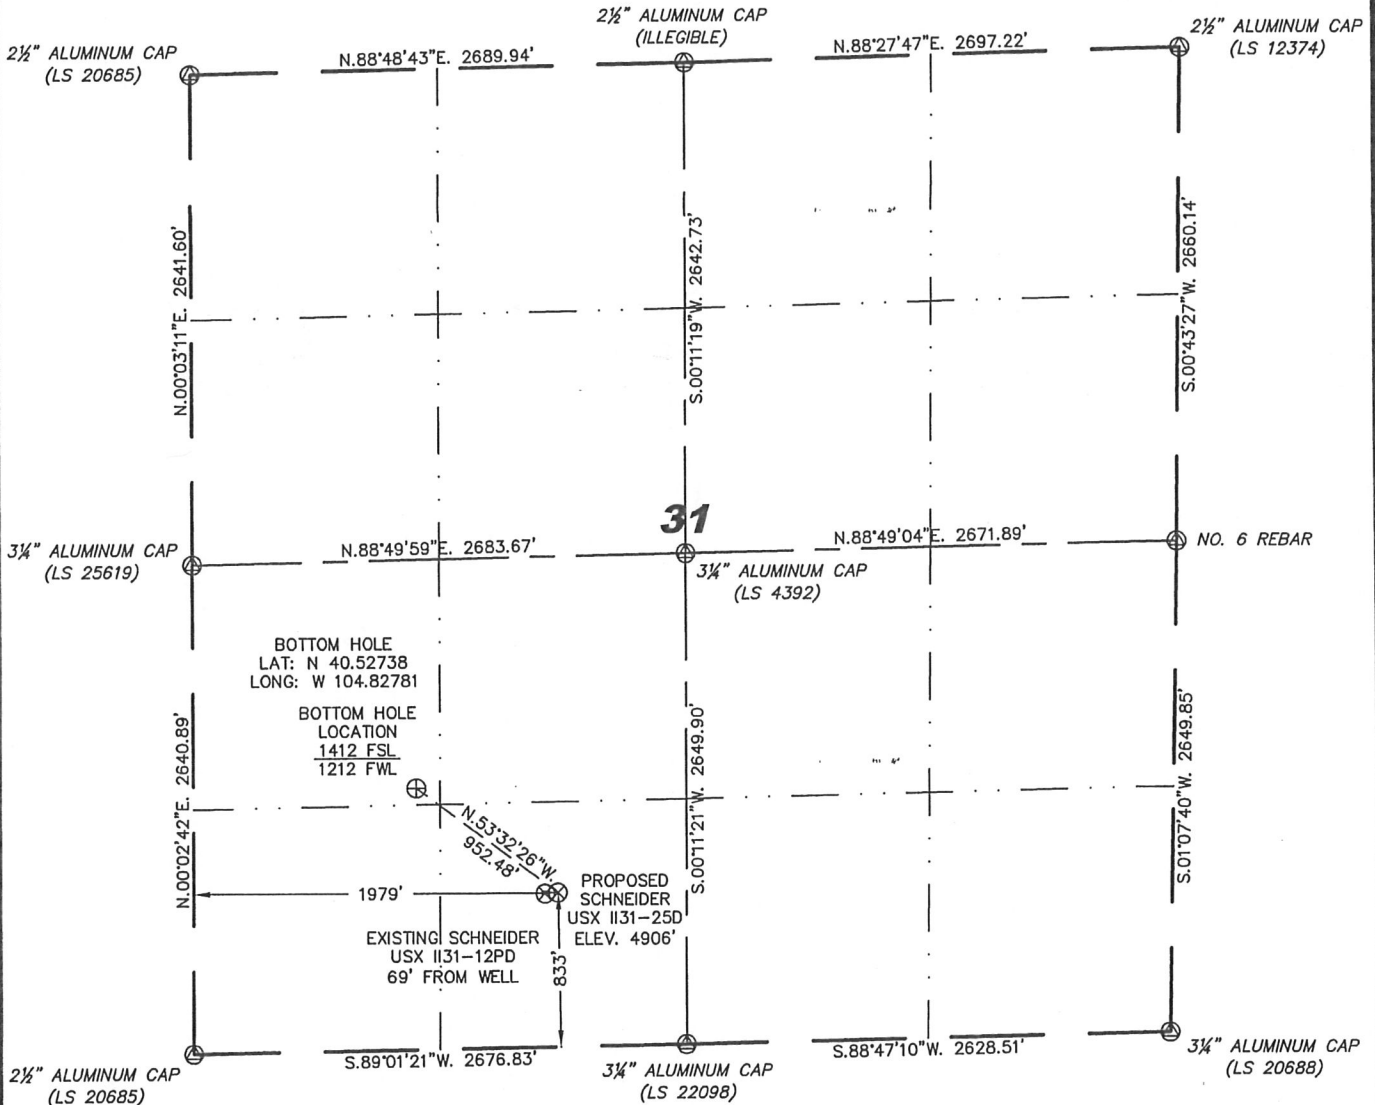 2½" ALUMINUM CAP
(LS 20685)
N.88°48'43"E. 2689.94'
2½" ALUMINUM CAP
(ILLEGIBLE)
N.88°27'47"E. 2697.22'
2½" ALUMINUM CAP
(LS 12374)
N.00°03'11"E. 2641.60'
S.00°11'19"W. 2642.73'
S.00°43'27"W. 2660.14'
31
3¼" ALUMINUM CAP
(LS 25619)
N.88°49'59"E. 2683.67'
3¼" ALUMINUM CAP
(LS 4392)
N.88°49'04"E. 2671.89'
NO. 6 REBAR
BOTTOM HOLE
LAT: N 40.52738
LONG: W 104.82781
BOTTOM HOLE
LOCATION
1412 FSL
1212 FWL
N.00°02'42"E. 2640.89'
N.53°32'26"W.
952.48'
S.00°11'21"W. 2649.90'
S.01°07'40"W. 2649.85'
1979'
PROPOSED
SCHNEIDER
USX II31-25D
ELEV. 4906'
EXISTING SCHNEIDER
USX II31-12PD
69' FROM WELL
833'
2½" ALUMINUM CAP
(LS 20685)
S.89°01'21"W. 2676.83'
3¼" ALUMINUM CAP
(LS 22098)
S.88°47'10"W. 2628.51'
3¼" ALUMINUM CAP
(LS 20688)